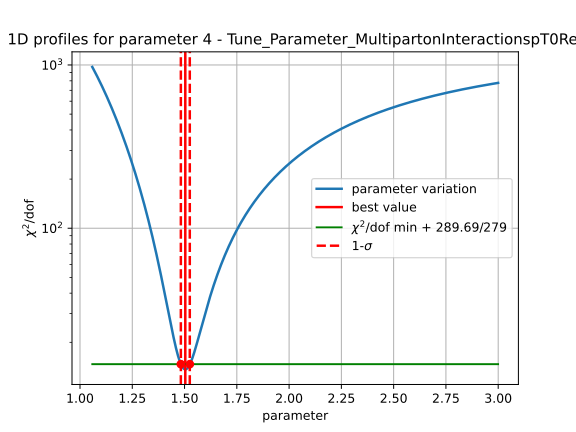 1D profiles for parameter 4 - Tune_Parameter_MultipartonInteractionspT0Re
10³
10²
χ²/dof
parameter variation
best value
χ²/dof min + 289.69/279
1-σ
1.00 1.25 1.50 1.75 2.00 2.25 2.50 2.75 3.00
parameter